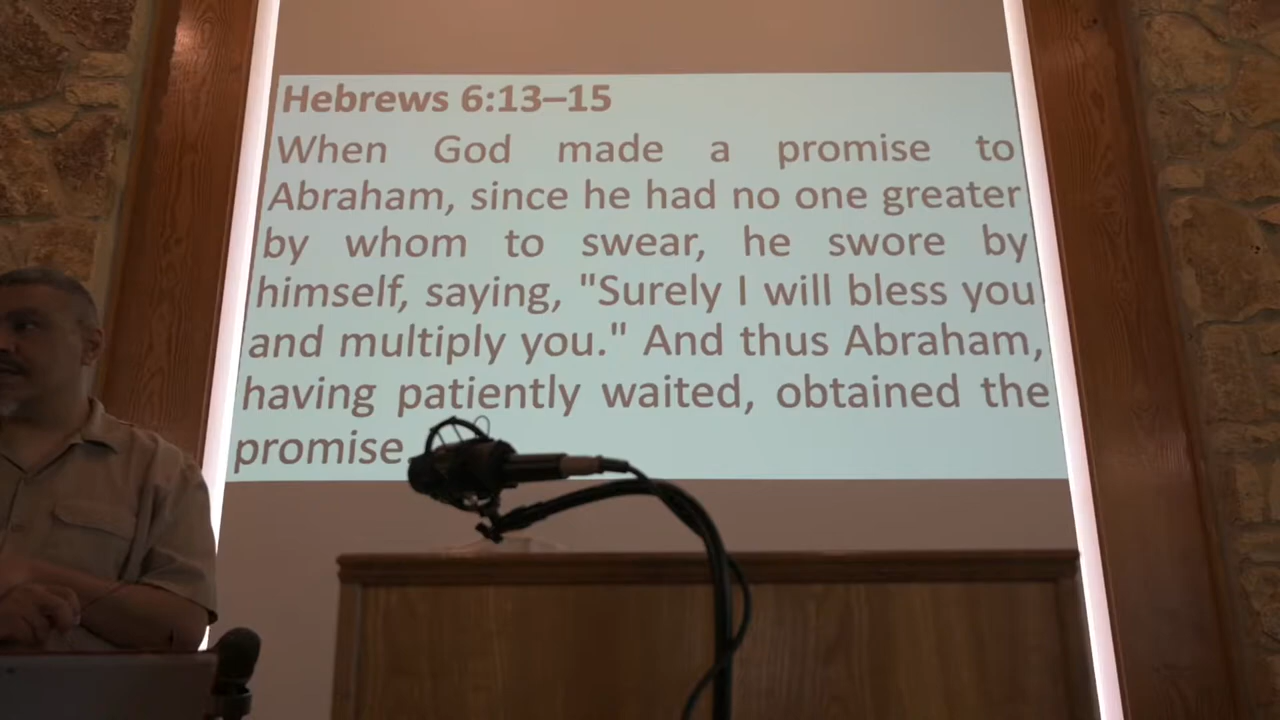 Hebrews 6:13–15
When God made a promise to
Abraham, since he had no one greater
by whom to swear, he swore by
himself, saying, "Surely I will bless you
and multiply you." And thus Abraham,
having patiently waited, obtained the
promise